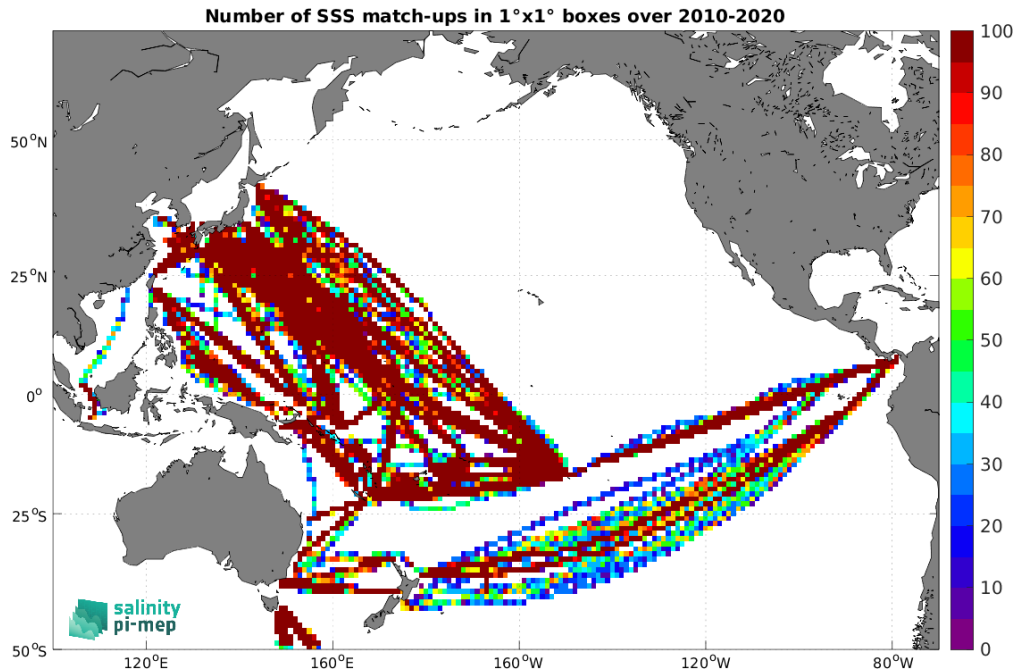 Number of SSS match-ups in 1°x1° boxes over 2010-2020
50°N
25°N
0°
25°S
50°S
120°E
160°E
160°W
120°W
80°W
100
90
80
70
60
50
40
30
20
10
0
salinity
pi-mep